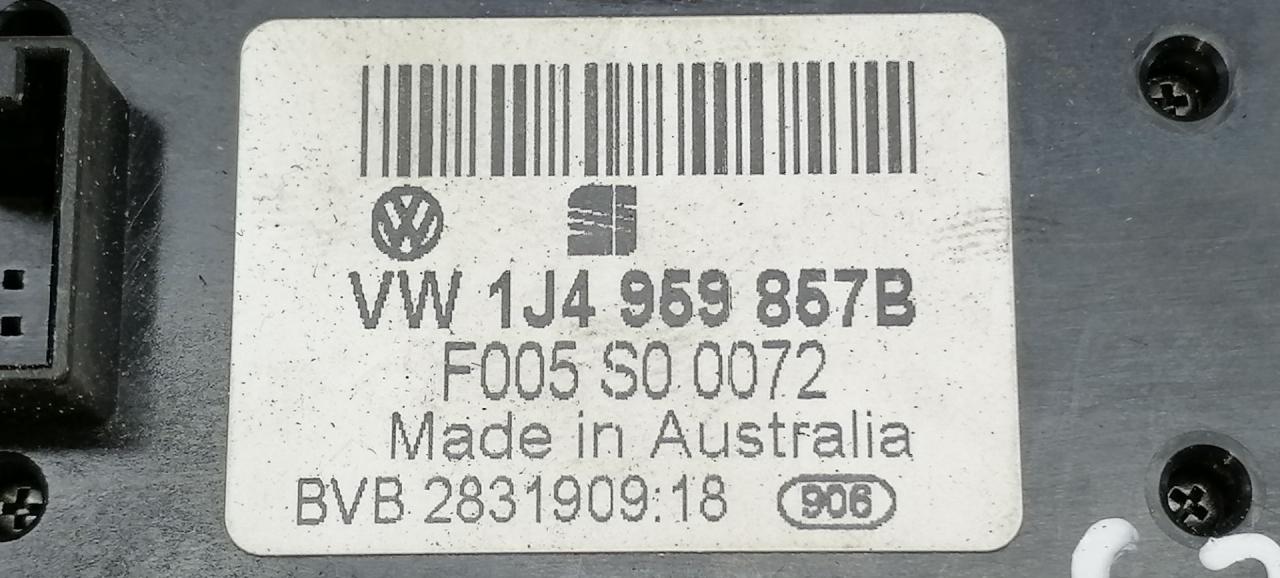 VW 1J4 959 857B
F005 S0 0072
Made in Australia
BVB 2831909:18 906